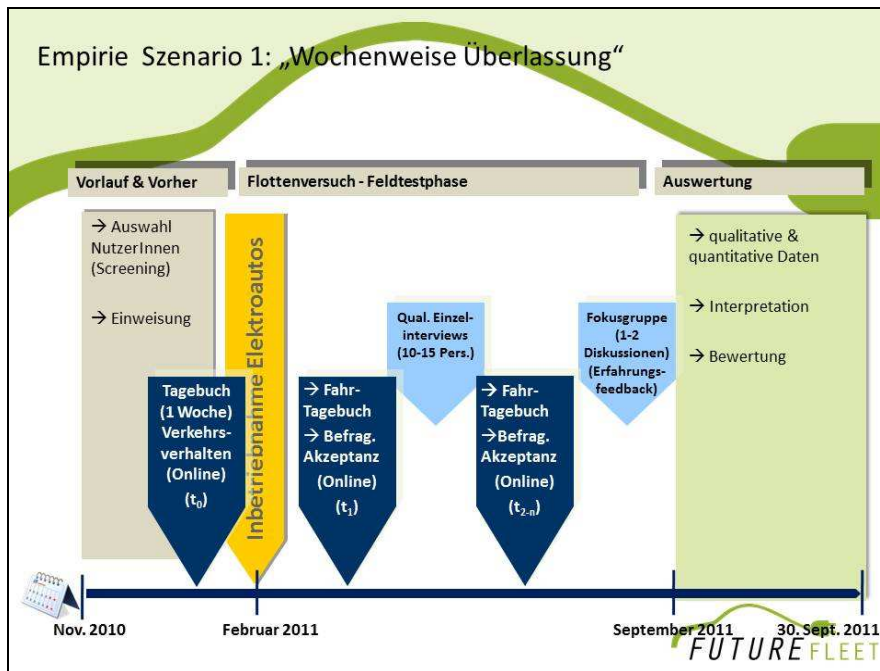 Empirie Szenario 1: „Wochenweise Überlassung“
Vorlauf & Vorher
Flottenversuch - Feldtestphase
Auswertung
→ Auswahl
NutzerInnen
(Screening)
→ Einweisung
Tagebuch
(1 Woche)
Verkehrs-
verhalten
(Online)
(t0)
Inbetriebnahme Elektroautos
→ Fahr-
Tagebuch
→ Befrag.
Akzeptanz
(Online)
(t1)
Qual. Einzel-
interviews
(10-15 Pers.)
→ Fahr-
Tagebuch
→Befrag.
Akzeptanz
(Online)
(t2-n)
Fokusgruppe
(1-2
Diskussionen)
(Erfahrungs-
feedback)
→ qualitative &
quantitative Daten
→ Interpretation
→ Bewertung
Nov. 2010
Februar 2011
September 2011
30. Sept. 2011
FUTURE FLEET